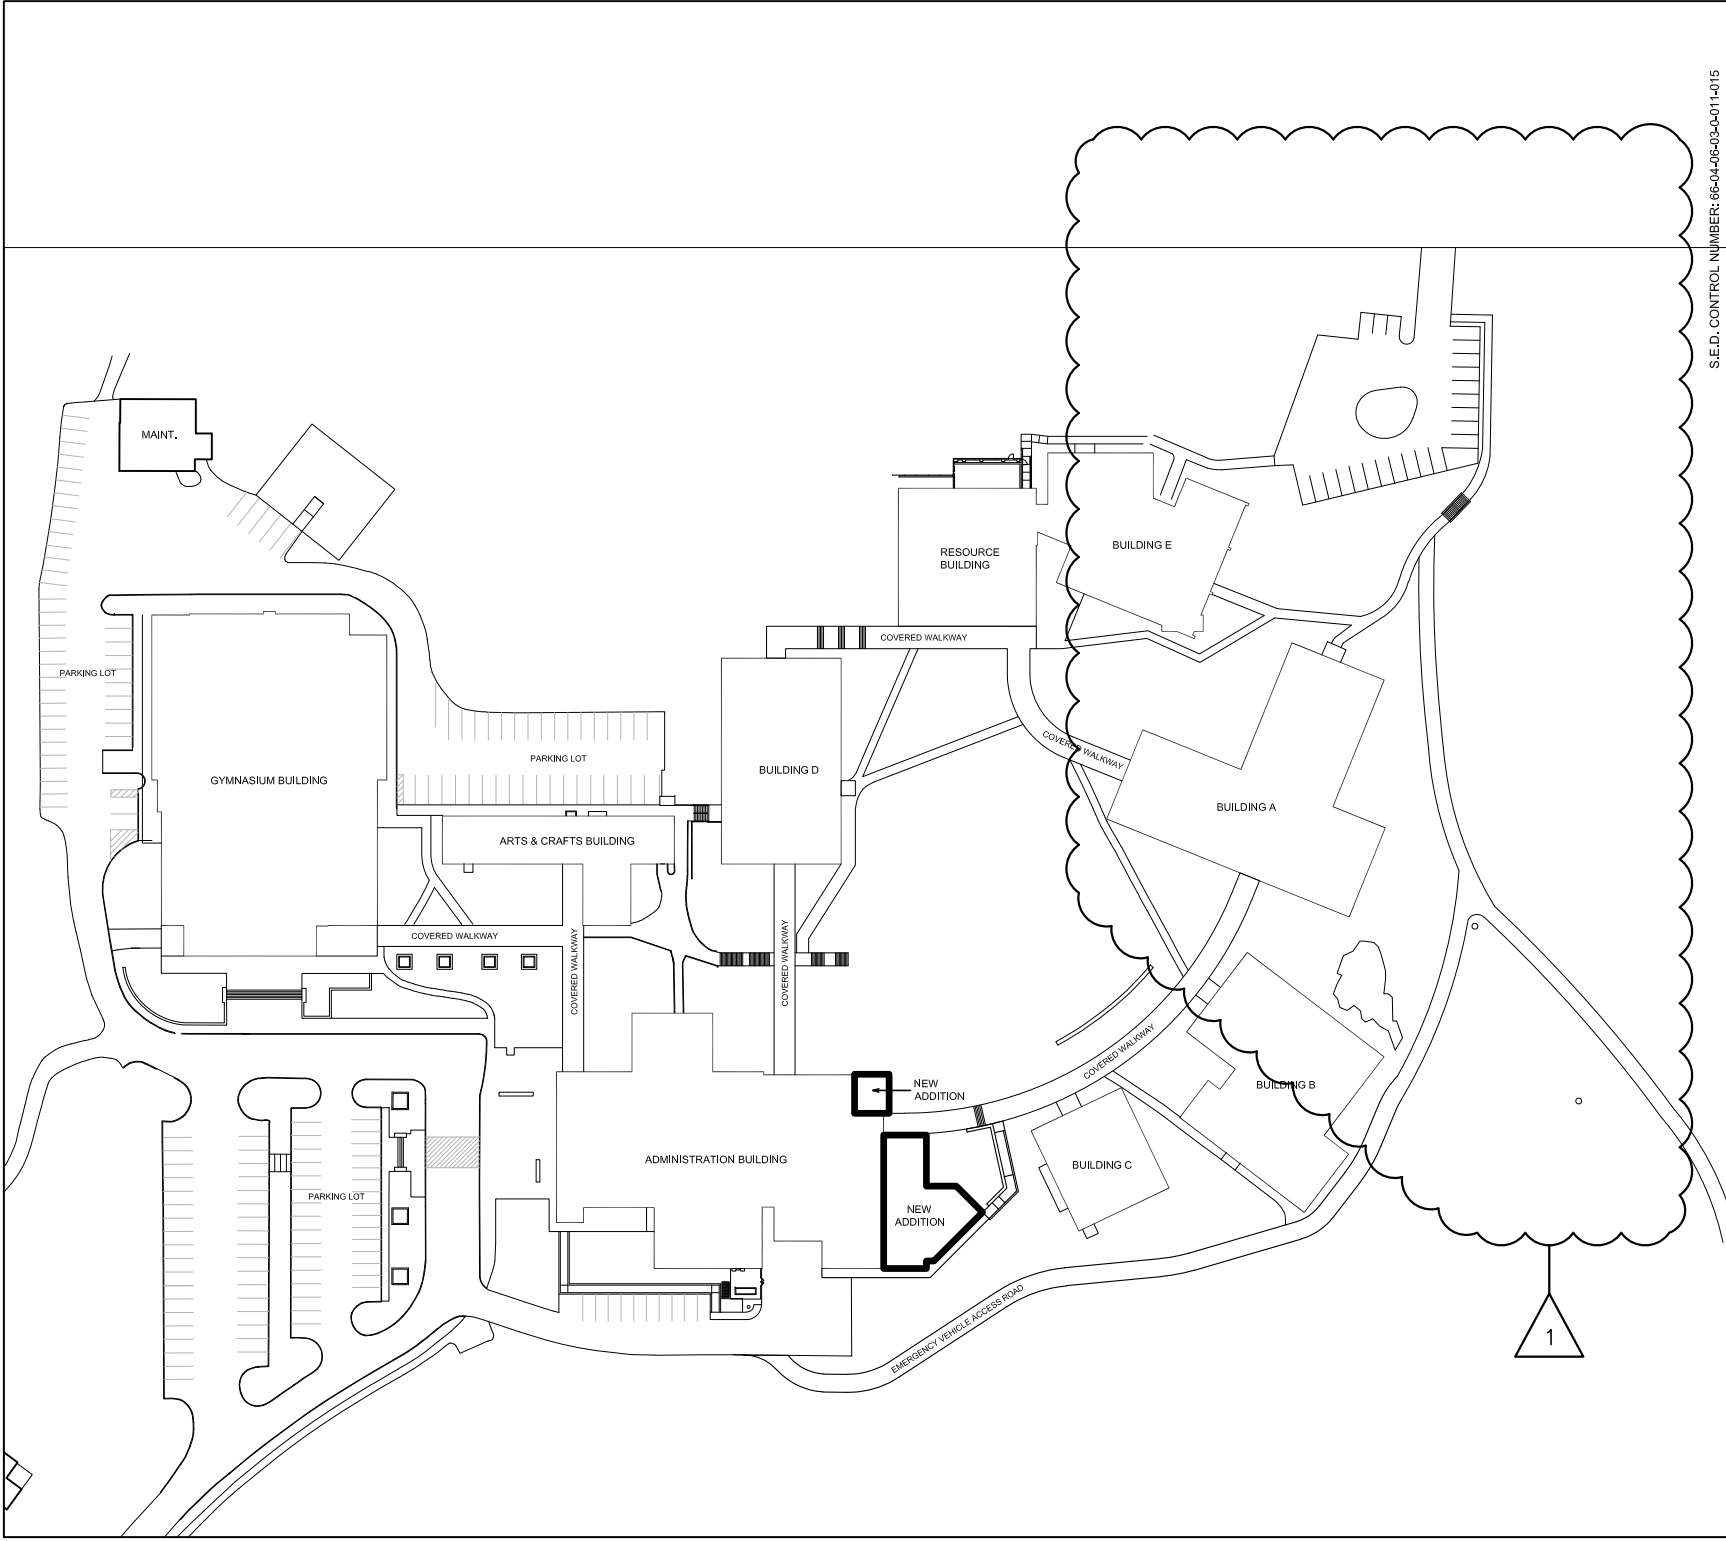 S.E.D. CONTROL NUMBER: 66-04-06-03-0-011-015
MAINT.
RESOURCE
BUILDING
BUILDING E
COVERED WALKWAY
PARKING LOT
PARKING LOT
COVERED WALKWAY
BUILDING D
GYMNASIUM BUILDING
BUILDING A
ARTS & CRAFTS BUILDING
COVERED WALKWAY
COVERED WALKWAY
COVERED WALKWAY
COVERED WALKWAY
NEW
ADDITION
BUILDING B
ADMINISTRATION BUILDING
BUILDING C
PARKING LOT
NEW
ADDITION
EMERGENCY VEHICLE ACCESS ROAD
1